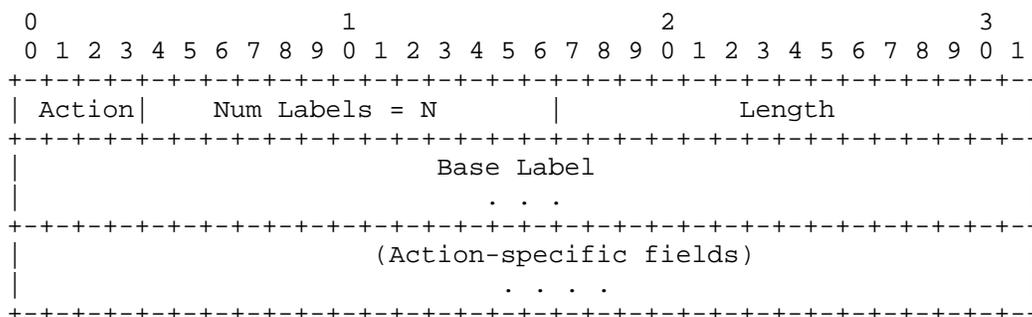 0                   1                   2                   3
 0 1 2 3 4 5 6 7 8 9 0 1 2 3 4 5 6 7 8 9 0 1 2 3 4 5 6 7 8 9 0 1
+-+-+-+-+-+-+-+-+-+-+-+-+-+-+-+-+-+-+-+-+-+-+-+-+-+-+-+-+-+-+-+--
| Action|    Num Labels = N       |           Length
+-+-+-+-+-+-+-+-+-+-+-+-+-+-+-+-+-+-+-+-+-+-+-+-+-+-+-+-+-+-+-+--
|                          Base Label
|                             . . .
+-+-+-+-+-+-+-+-+-+-+-+-+-+-+-+-+-+-+-+-+-+-+-+-+-+-+-+-+-+-+-+--
|                      (Action-specific fields)
|                              . . . .
+-+-+-+-+-+-+-+-+-+-+-+-+-+-+-+-+-+-+-+-+-+-+-+-+-+-+-+-+-+-+-+--